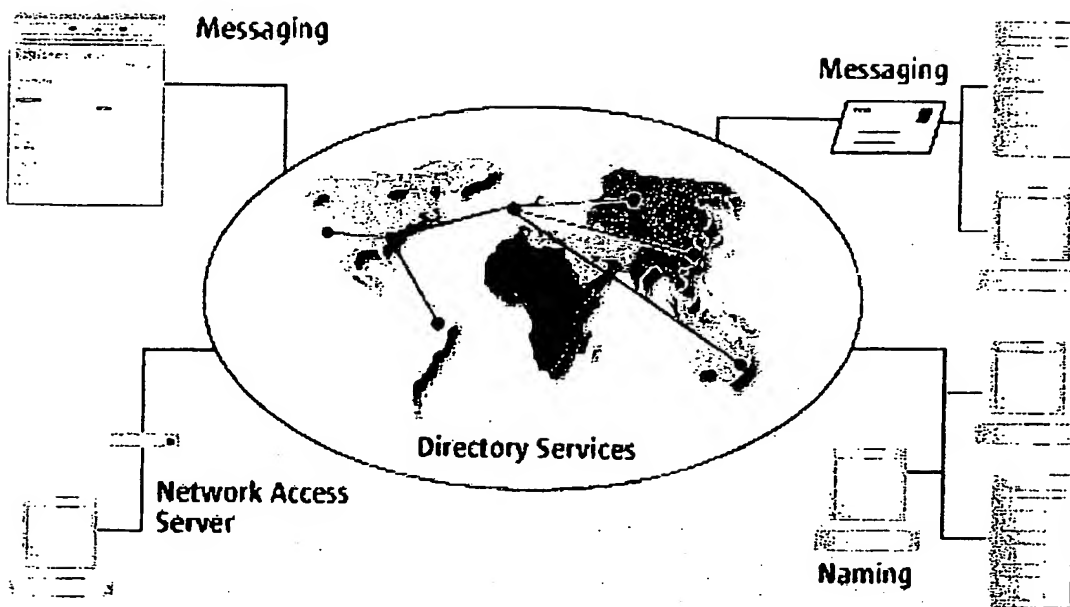 Messaging
Messaging
Directory Services
Network Access
Server
Naming